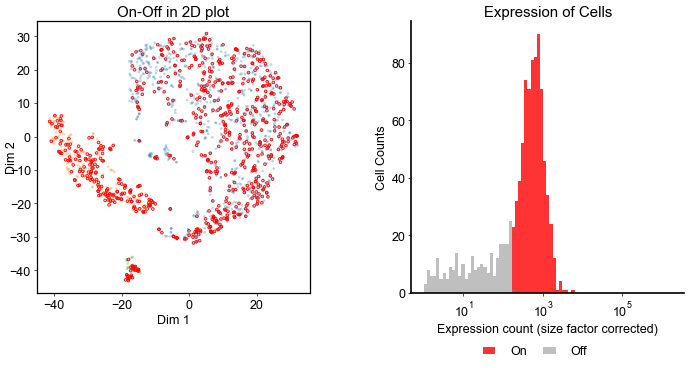 On-Off in 2D plot
30
20
10
0
−10
−20
−30
−40
Dim 2
−40
−20
0
20
Dim 1
Expression of Cells
80
60
40
20
0
Cell Counts
10^1
10^3
10^5
Expression count (size factor corrected)
On
Off